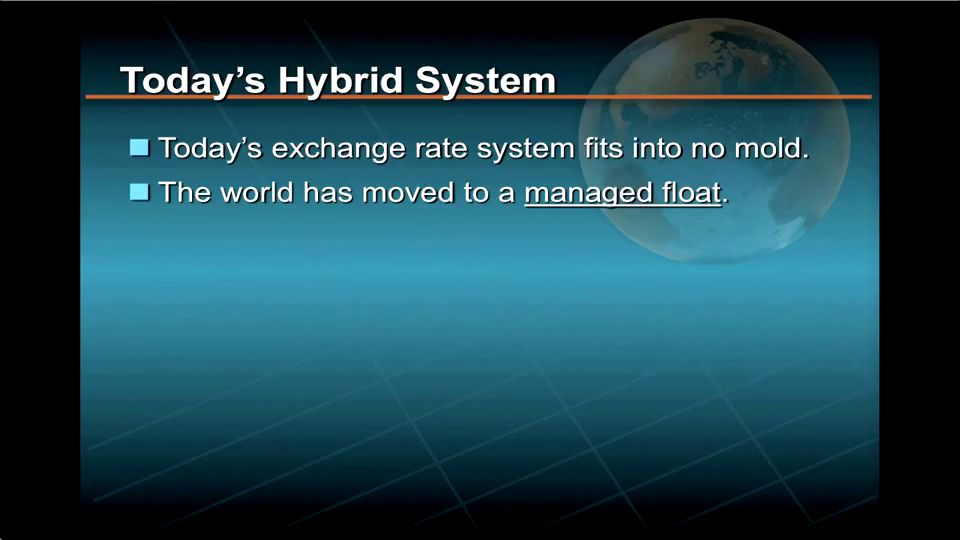 Today’s Hybrid System
Today’s exchange rate system fits into no mold.
The world has moved to a managed float.